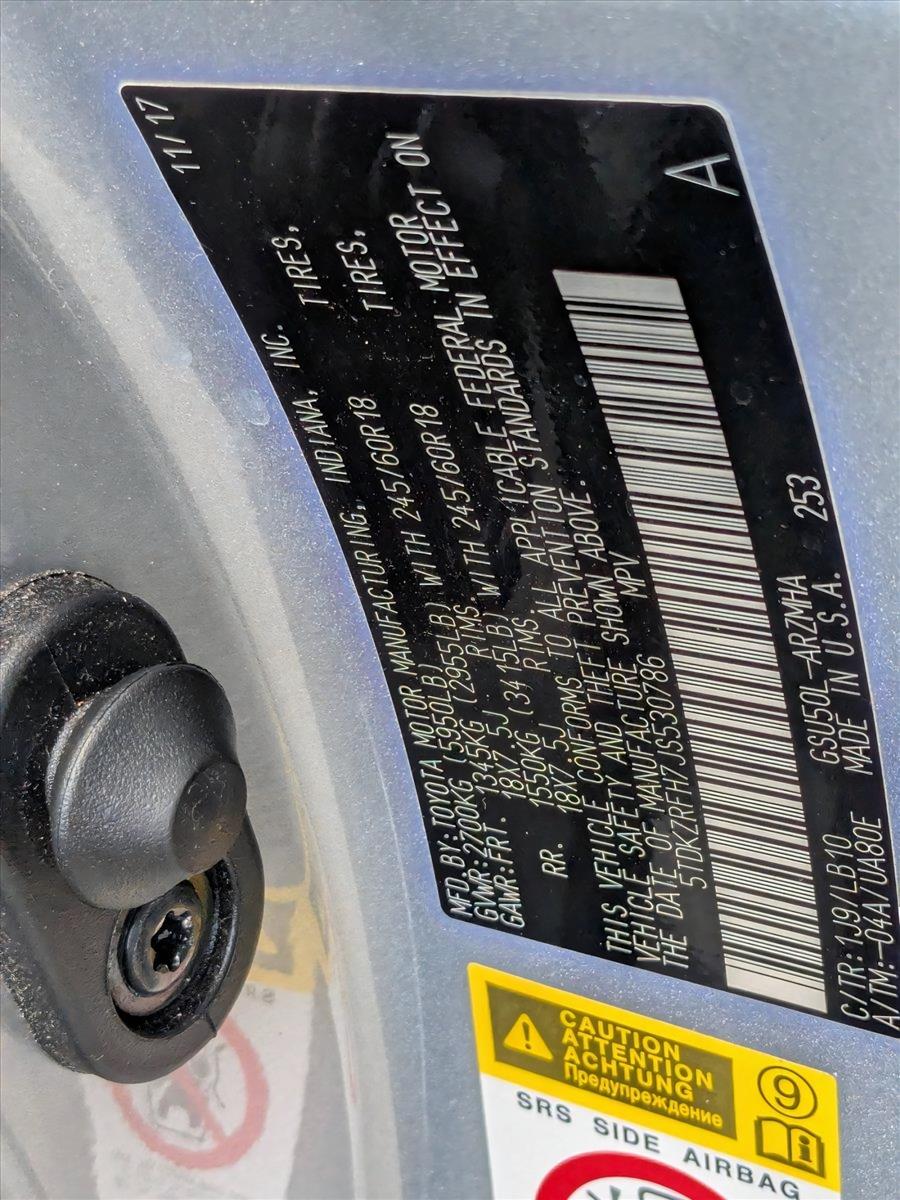 11/17
MFD.BY:TOYOTA MOTOR MANUFACTURING, INDIANA, INC.
GVWR:2700KG (5950LB)
GAWR:FRT. 1345KG (2955LB) WITH 245/60R18 TIRES,
18X7.5J RIMS.
RR. 1550KG (3415LB) WITH 245/60R18 TIRES,
18X7.5J RIMS.
THIS VEHICLE CONFORMS TO ALL APPLICABLE FEDERAL MOTOR
VEHICLE SAFETY AND THEFT PREVENTION STANDARDS IN EFFECT ON
THE DATE OF MANUFACTURE SHOWN ABOVE.
5TDKZRFH7JS530786 MPV
A
C/TR:1J9/LB10 GSU50L-ARZMHA
A/TM:-04A/UA80E MADE IN U.S.A. 253
CAUTION
ATTENTION
ACHTUNG
Предупреждение
9
i
SRS SIDE AIRBAG